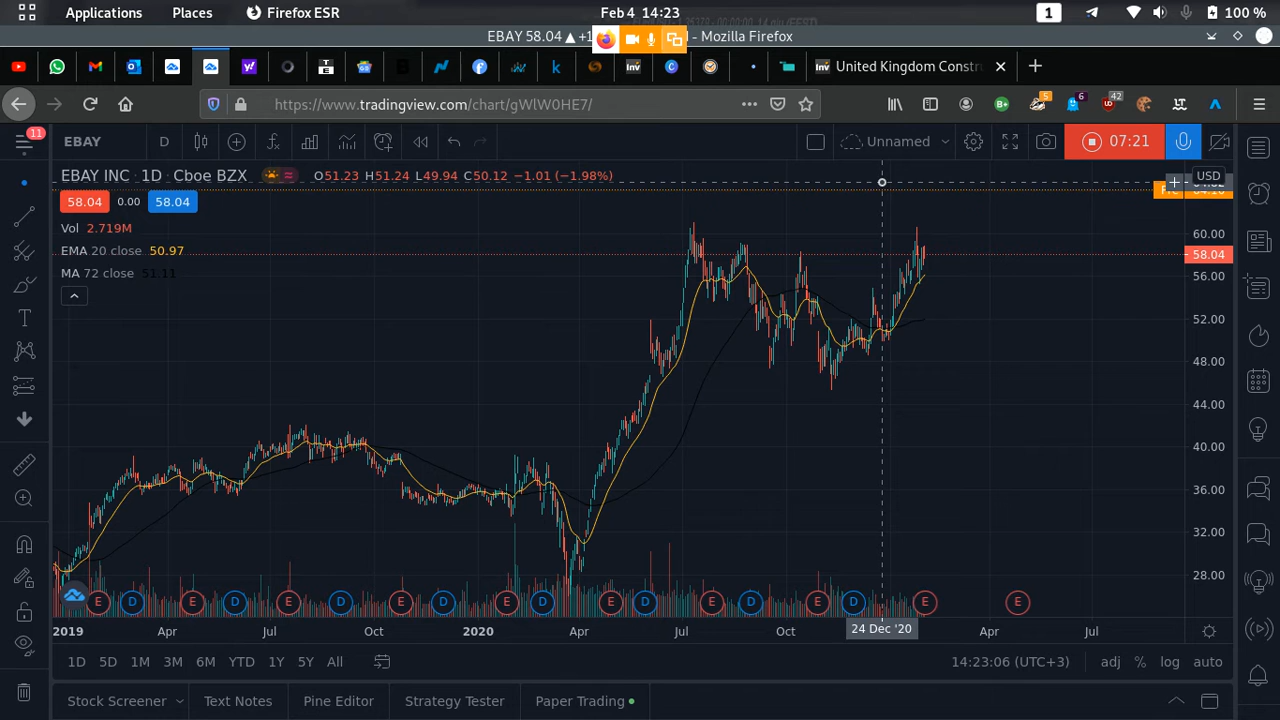 Applications Places Firefox ESR Feb 4 14:23 1 100 %
EBAY 58.04 ▲ +1 - Mozilla Firefox
United Kingdom Constr
https://www.tradingview.com/chart/gWlW0HE7/ 5 6 42
11 EBAY D Unnamed 07:21
EBAY INC · 1D · Cboe BZX O51.23 H51.24 L49.94 C50.12 −1.01 (−1.98%)
USD
58.04 0.00 58.04
Vol 2.719M
EMA 20 close 50.97
MA 72 close 51.11
60.00
58.04
56.00
52.00
48.00
44.00
40.00
36.00
32.00
28.00
E D E D E D E D E D E D E D E D E E
2019 Apr Jul Oct 2020 Apr Jul Oct 24 Dec '20 Apr Jul
1D 5D 1M 3M 6M YTD 1Y 5Y All 14:23:06 (UTC+3) adj % log auto
Stock Screener Text Notes Pine Editor Strategy Tester Paper Trading